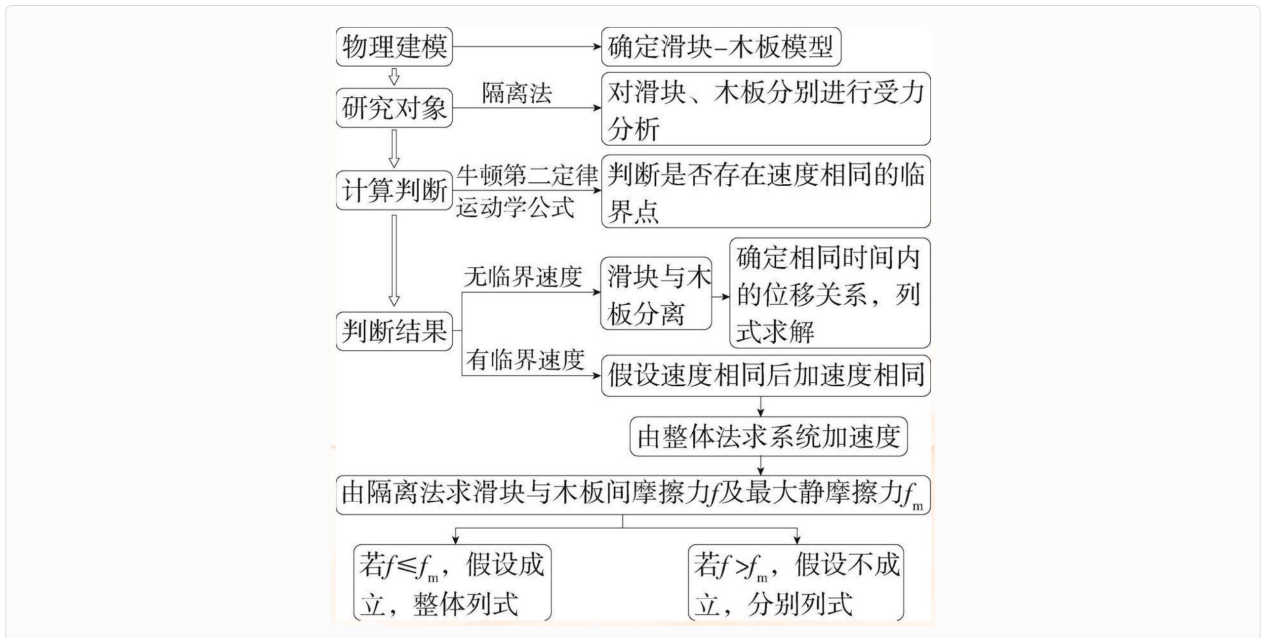 物理建模
确定滑块-木板模型
研究对象
隔离法
对滑块、木板分别进行受力
分析
计算判断
牛顿第二定律
运动学公式
判断是否存在速度相同的临
界点
判断结果
无临界速度
滑块与木
板分离
确定相同时间内
的位移关系，列
式求解
有临界速度
假设速度相同后加速度相同
由整体法求系统加速度
由隔离法求滑块与木板间摩擦力f及最大静摩擦力fm
若f≤fm，假设成
立，整体列式
若f>fm，假设不成
立，分别列式